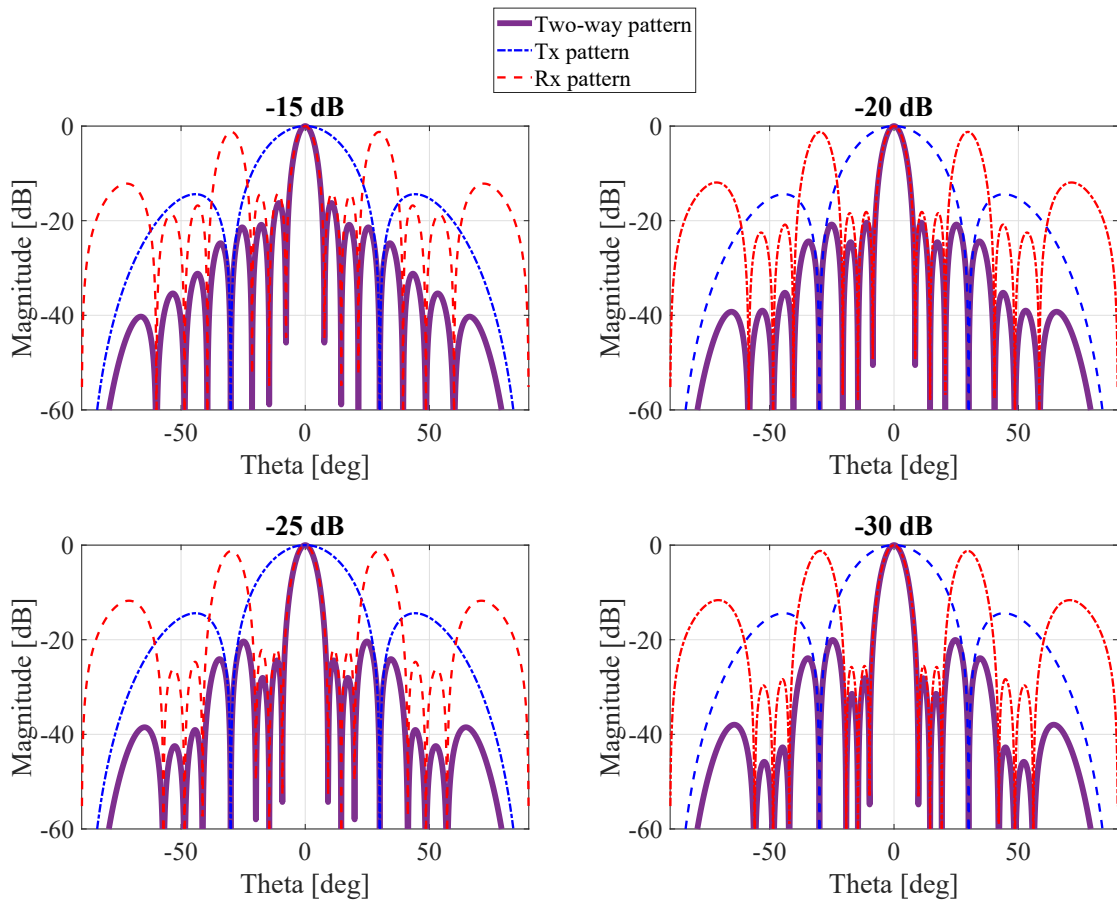 Two-way pattern
Tx pattern
Rx pattern
-15 dB
0
-20
-40
-60
Magnitude [dB]
-50
0
50
Theta [deg]
-20 dB
0
-20
-40
-60
Magnitude [dB]
-50
0
50
Theta [deg]
-25 dB
0
-20
-40
-60
Magnitude [dB]
-50
0
50
Theta [deg]
-30 dB
0
-20
-40
-60
Magnitude [dB]
-50
0
50
Theta [deg]